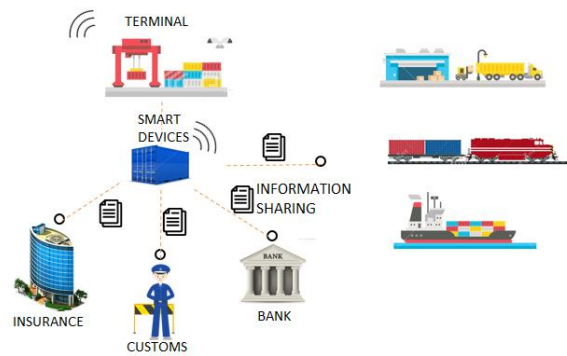 TERMINAL
SMART
DEVICES
INFORMATION
SHARING
BANK
INSURANCE
BANK
CUSTOMS